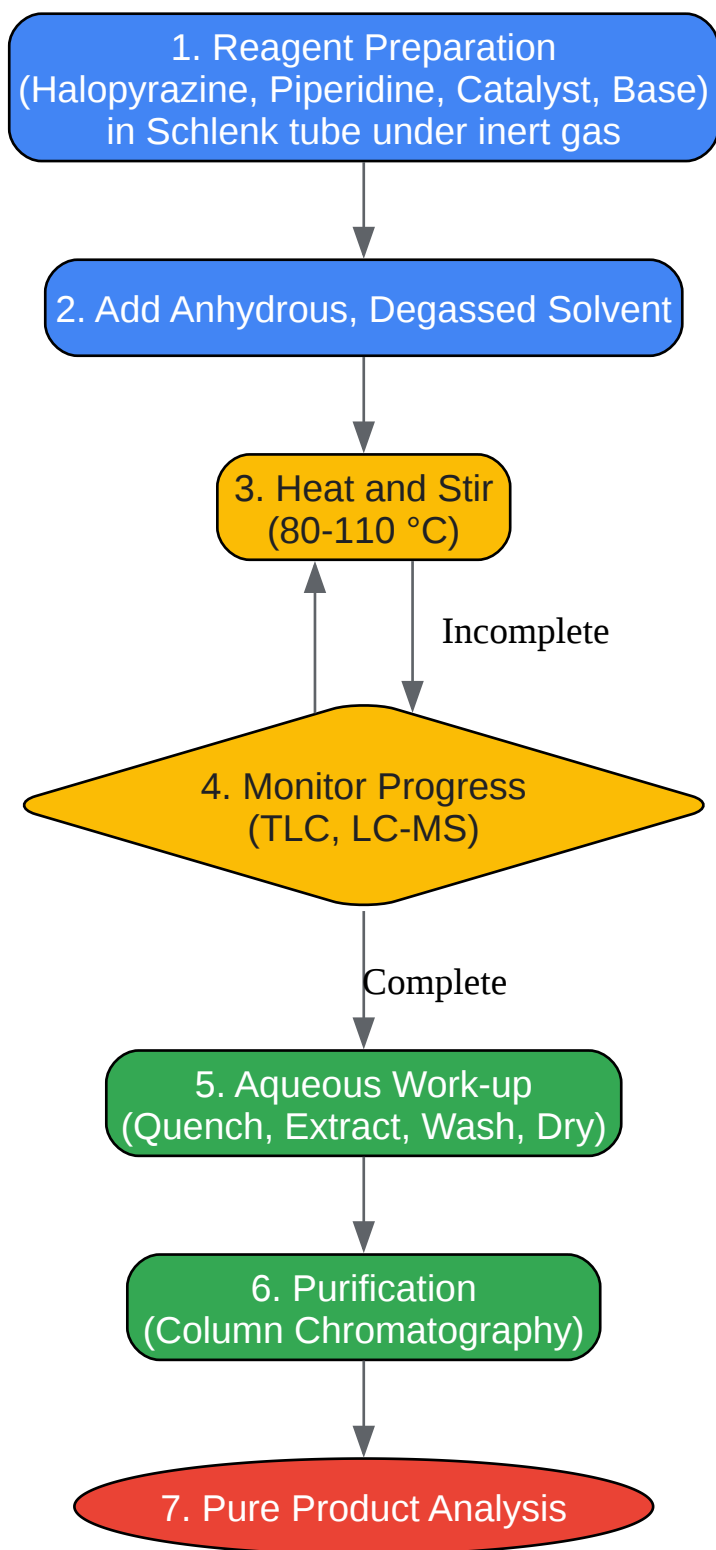 1. Reagent Preparation
(Halopyrazine, Piperidine, Catalyst, Base)
in Schlenk tube under inert gas
2. Add Anhydrous, Degassed Solvent
3. Heat and Stir
(80-110 °C)
Incomplete
4. Monitor Progress
(TLC, LC-MS)
Complete
5. Aqueous Work-up
(Quench, Extract, Wash, Dry)
6. Purification
(Column Chromatography)
7. Pure Product Analysis